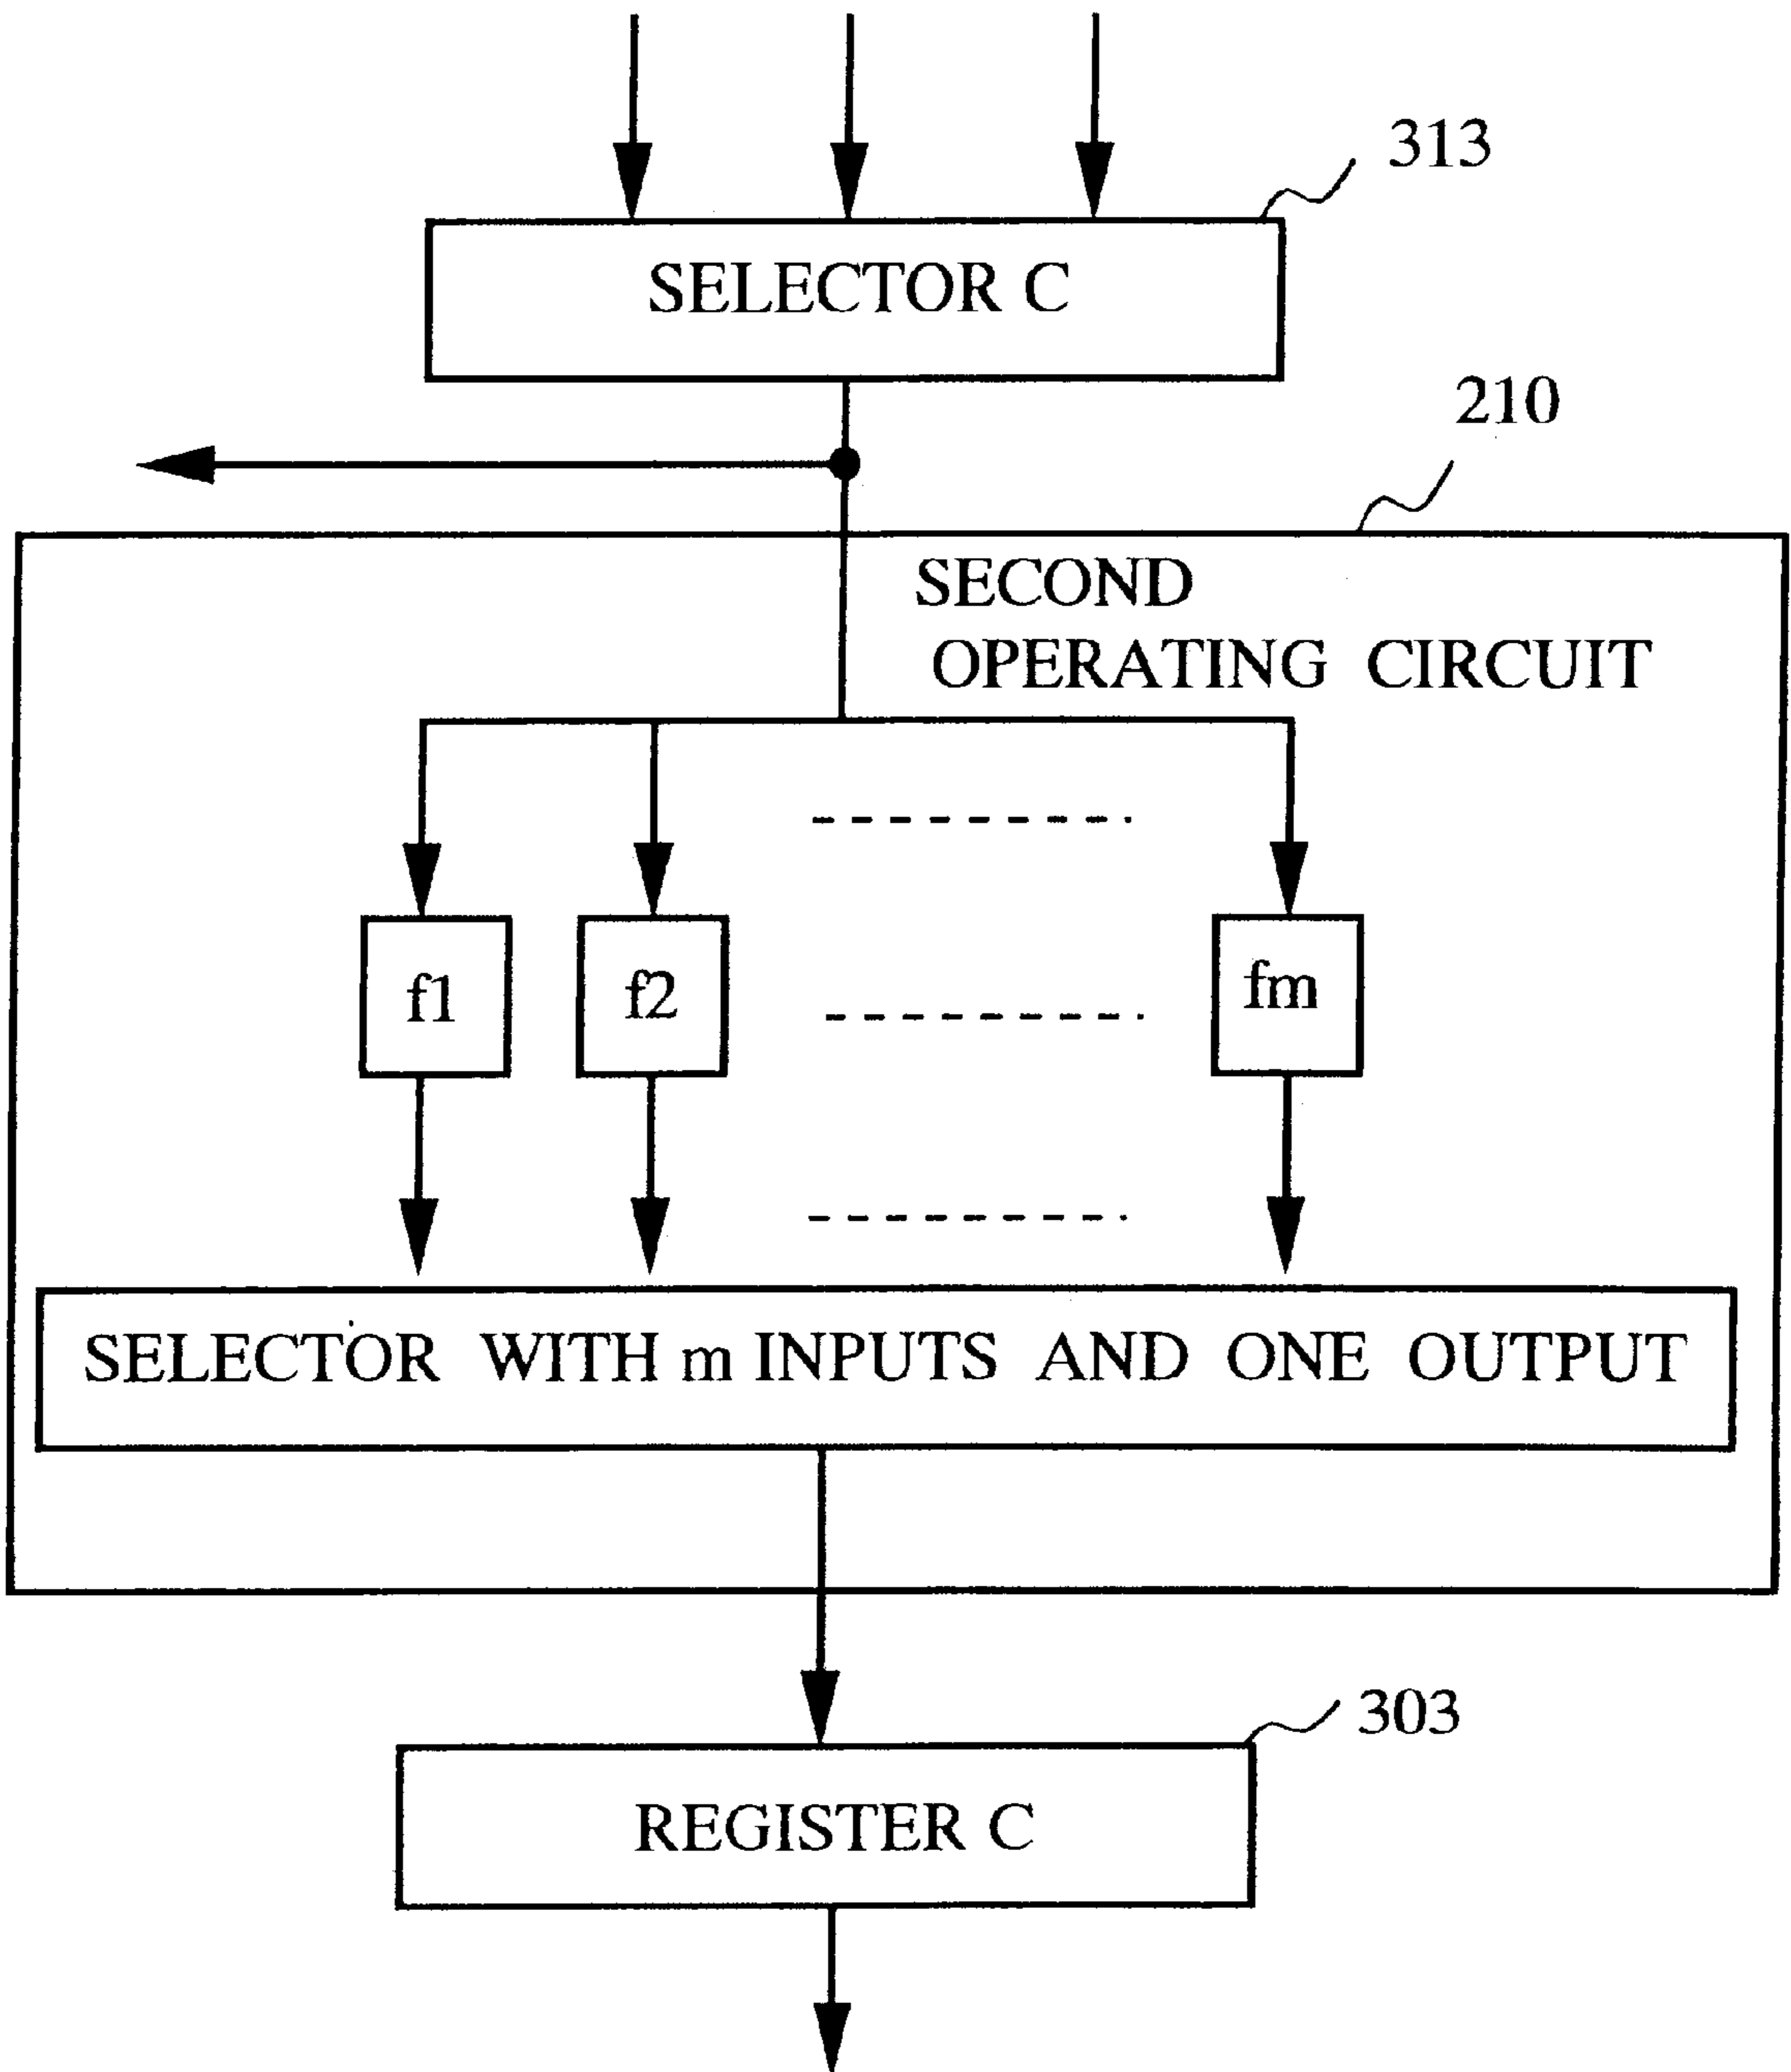 313
SELECTOR C
210
SECOND
OPERATING CIRCUIT
f1 f2 fm
SELECTOR WITH m INPUTS AND ONE OUTPUT
303
REGISTER C